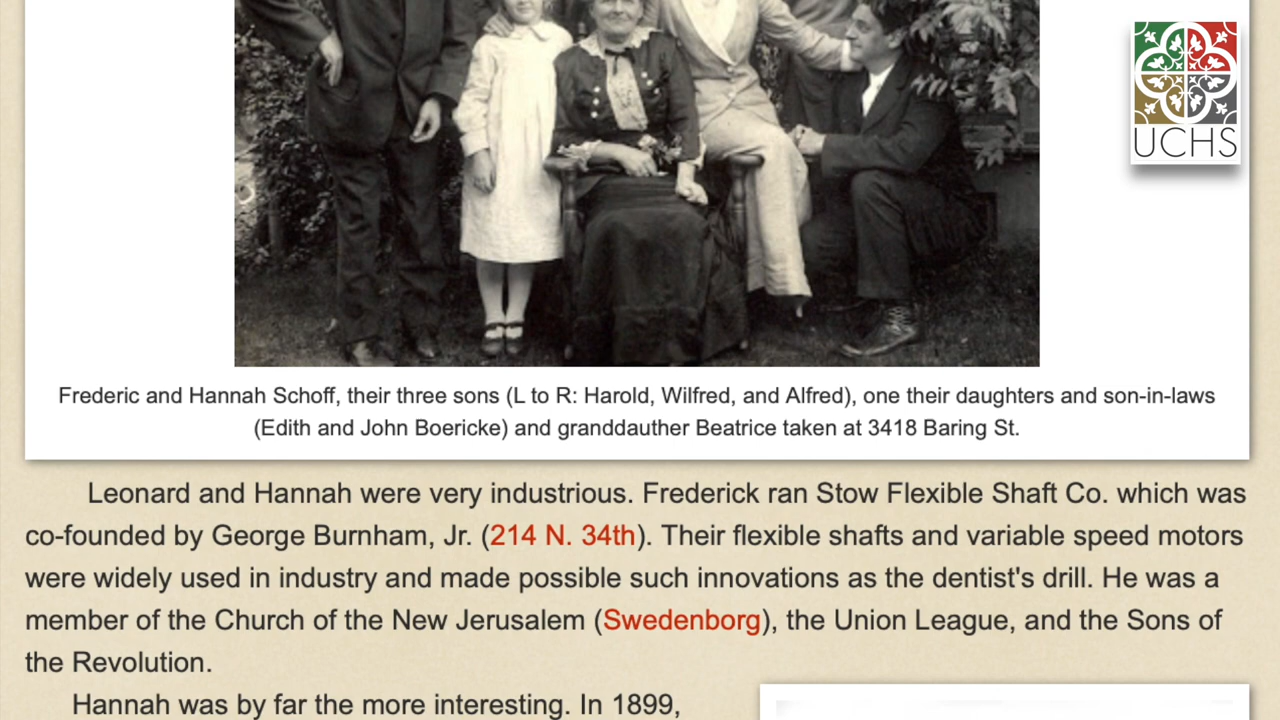 UCHS
Frederic and Hannah Schoff, their three sons (L to R: Harold, Wilfred, and Alfred), one their daughters and son-in-laws
(Edith and John Boericke) and granddauther Beatrice taken at 3418 Baring St.
Leonard and Hannah were very industrious. Frederick ran Stow Flexible Shaft Co. which was
co-founded by George Burnham, Jr. (214 N. 34th). Their flexible shafts and variable speed motors
were widely used in industry and made possible such innovations as the dentist's drill. He was a
member of the Church of the New Jerusalem (Swedenborg), the Union League, and the Sons of
the Revolution.
Hannah was by far the more interesting. In 1899,